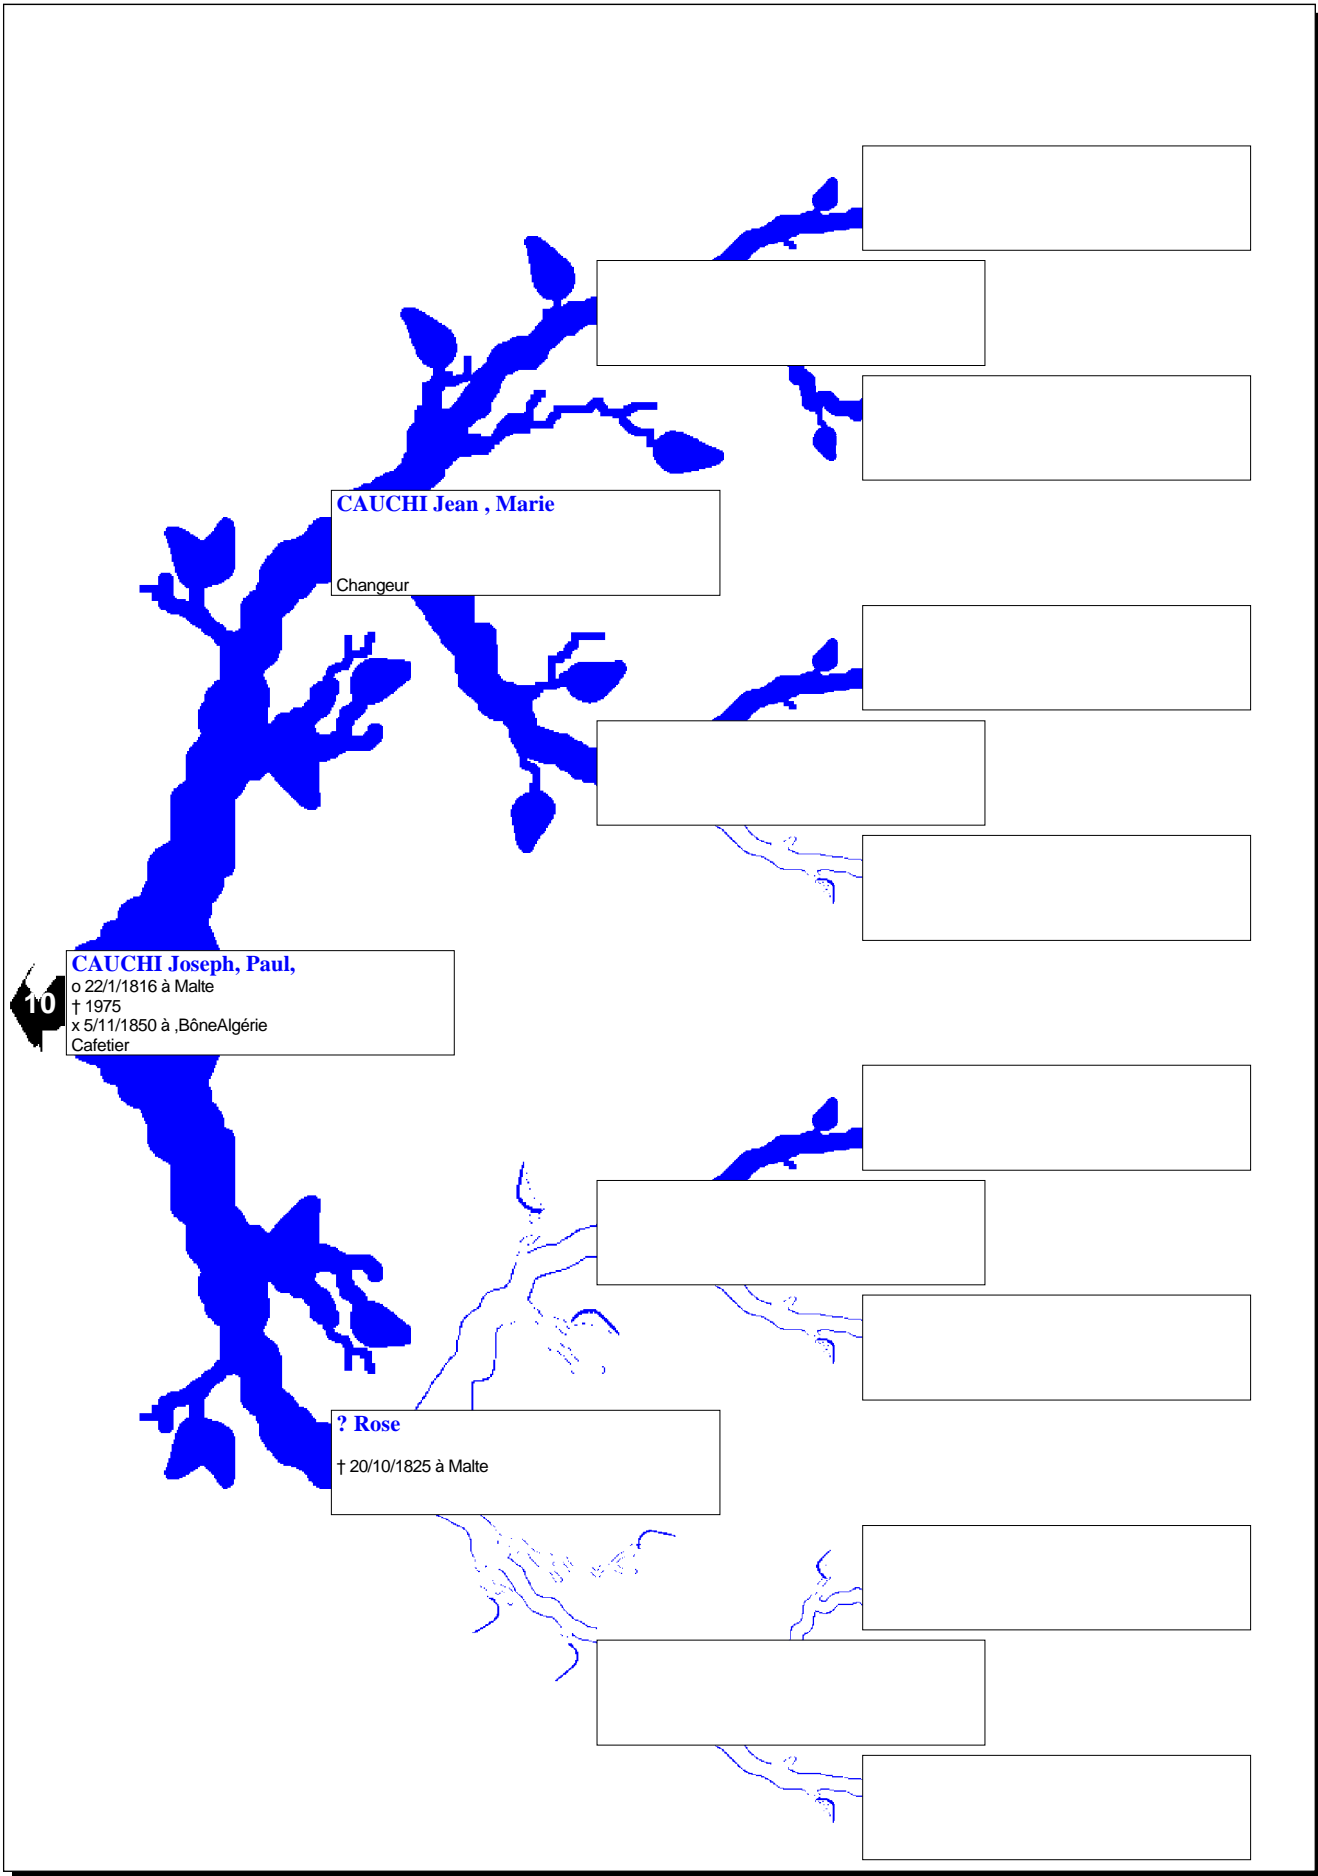 CAUCHI Jean , Marie
Changeur
10
CAUCHI Joseph, Paul,
o 22/1/1816 à Malte
† 1975
x 5/11/1850 à ,BôneAlgérie
Cafetier
? Rose
† 20/10/1825 à Malte